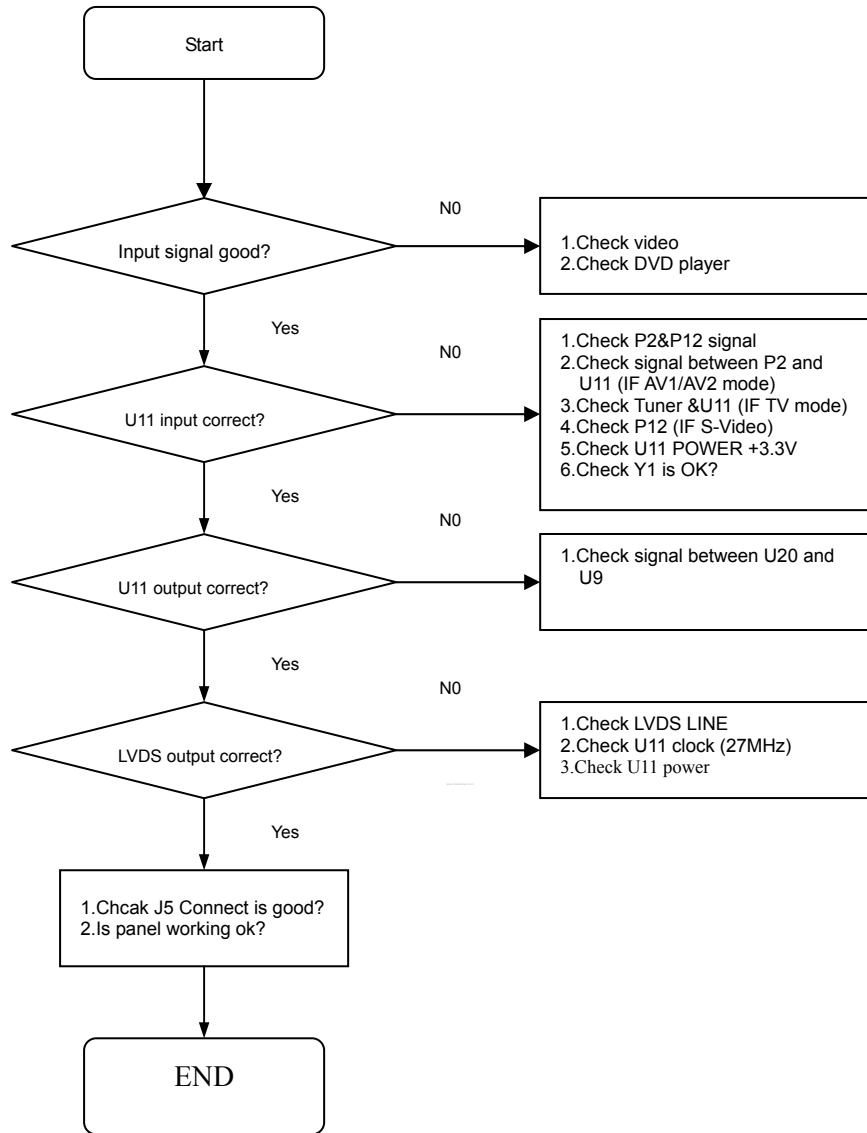 Start
N0
Input signal good?
1.Check video
2.Check DVD player
Yes
N0
U11 input correct?
1.Check P2&P12 signal
2.Check signal between P2 and
U11 (IF AV1/AV2 mode)
3.Check Tuner &U11 (IF TV mode)
4.Check P12 (IF S-Video)
5.Check U11 POWER +3.3V
6.Check Y1 is OK?
Yes
N0
U11 output correct?
1.Check signal between U20 and
U9
Yes
N0
LVDS output correct?
1.Check LVDS LINE
2.Check U11 clock (27MHz)
3.Check U11 power
Yes
1.Chcak J5 Connect is good?
2.Is panel working ok?
END